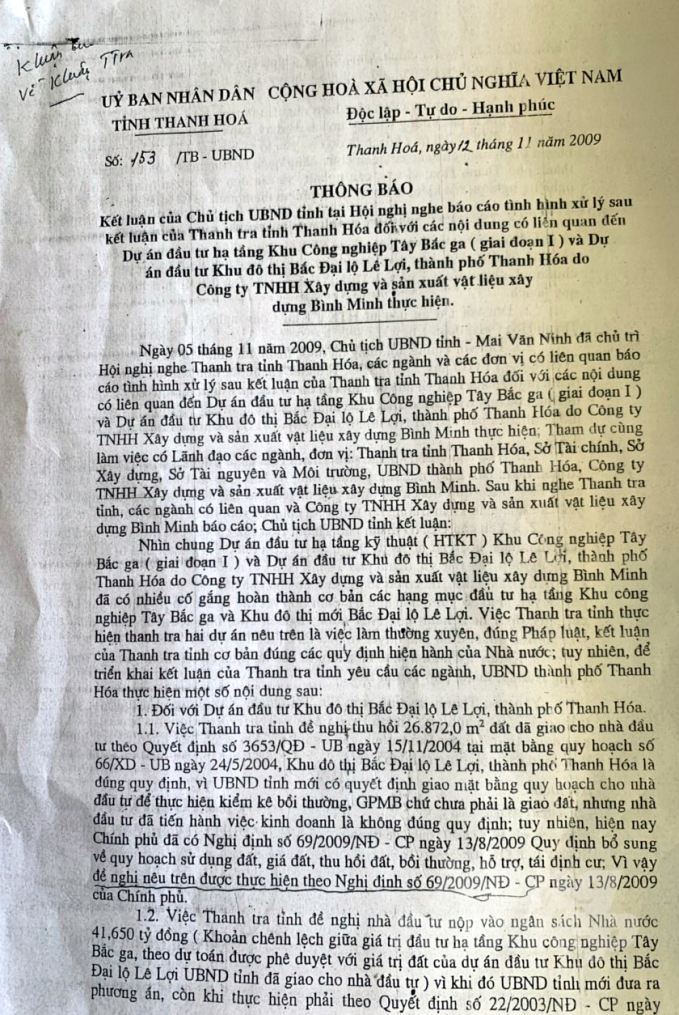 Khuất
Về Khuất TTra
UỶ BAN NHÂN DÂN CỘNG HOÀ XÃ HỘI CHỦ NGHĨA VIỆT NAM
TỈNH THANH HOÁ Độc lập - Tự do - Hạnh phúc
Số: 153 /TB - UBND Thanh Hoá, ngày 12 tháng 11 năm 2009
THÔNG BÁO
Kết luận của Chủ tịch UBND tỉnh tại Hội nghị nghe báo cáo tình hình xử lý sau
kết luận của Thanh tra tỉnh Thanh Hóa đối với các nội dung có liên quan đến
Dự án đầu tư hạ tầng Khu Công nghiệp Tây Bắc ga ( giai đoạn I ) và Dự
án đầu tư Khu đô thị Bắc Đại lộ Lê Lợi, thành phố Thanh Hóa do
Công ty TNHH Xây dựng và sản xuất vật liệu xây
dựng Bình Minh thực hiện.
Ngày 05 tháng 11 năm 2009, Chủ tịch UBND tỉnh - Mai Văn Ninh đã chủ trì
Hội nghị nghe Thanh tra tỉnh Thanh Hóa, các ngành và các đơn vị có liên quan báo
cáo tình hình xử lý sau kết luận của Thanh tra tỉnh Thanh Hóa đối với các nội dung
có liên quan đến Dự án đầu tư hạ tầng Khu Công nghiệp Tây Bắc ga ( giai đoạn I )
và Dự án đầu tư Khu đô thị Bắc Đại lộ Lê Lợi, thành phố Thanh Hóa do Công ty
TNHH Xây dựng và sản xuất vật liệu xây dựng Bình Minh thực hiện; Tham dự cùng
làm việc có Lãnh đạo các ngành, đơn vị: Thanh tra tỉnh Thanh Hóa, Sở Tài chính, Sở
Xây dựng, Sở Tài nguyên và Môi trường, UBND thành phố Thanh Hóa, Công ty
TNHH Xây dựng và sản xuất vật liệu xây dựng Bình Minh. Sau khi nghe Thanh tra
tỉnh, các ngành có liên quan và Công ty TNHH Xây dựng và sản xuất vật liệu xây
dựng Bình Minh báo cáo; Chủ tịch UBND tỉnh kết luận:
Nhìn chung Dự án đầu tư hạ tầng kỹ thuật ( HTKT ) Khu Công nghiệp Tây
Bắc ga ( giai đoạn I ) và Dự án đầu tư Khu đô thị Bắc Đại lộ Lê Lợi, thành phố
Thanh Hóa do Công ty TNHH Xây dựng và sản xuất vật liệu xây dựng Bình Minh
đã có nhiều cố gắng hoàn thành cơ bản các hạng mục đầu tư hạ tầng Khu công
nghiệp Tây Bắc ga và Khu đô thị mới Bắc Đại lộ Lê Lợi. Việc Thanh tra tỉnh thực
hiện thanh tra hai dự án nêu trên là việc làm thường xuyên, đúng Pháp luật, kết luận
của Thanh tra tỉnh cơ bản đúng các quy định hiện hành của Nhà nước; tuy nhiên, để
triển khai kết luận của Thanh tra tỉnh yêu cầu các ngành, UBND thành phố Thanh
Hóa thực hiện một số nội dung sau:
1. Đối với Dự án đầu tư Khu đô thị Bắc Đại lộ Lê Lợi, thành phố Thanh Hóa.
1.1. Việc Thanh tra tỉnh đề nghị thu hồi 26.872,0 m² đất đã giao cho nhà đầu
tư theo Quyết định số 3653/QĐ - UB ngày 15/11/2004 tại mặt bằng quy hoạch số
66/XD - UB ngày 24/5/2004, Khu đô thị Bắc Đại lộ Lê Lợi, thành phố Thanh Hóa là
đúng quy định, vì UBND tỉnh mới có quyết định giao mặt bằng quy hoạch cho nhà
đầu tư để thực hiện kiểm kê bồi thường, GPMB chứ chưa phải là giao đất, nhưng nhà
đầu tư đã tiến hành việc kinh doanh là không đúng quy định; tuy nhiên, hiện nay
Chính phủ đã có Nghị định số 69/2009/NĐ - CP ngày 13/8/2009 Quy định bổ sung
về quy hoạch sử dụng đất, giá đất, thu hồi đất, bồi thường, hỗ trợ, tái định cư; Vì vậy
đề nghị nêu trên được thực hiện theo Nghị định số 69/2009/NĐ - CP ngày 13/8/2009
của Chính phủ.
1.2. Việc Thanh tra tỉnh đề nghị nhà đầu tư nộp vào ngân sách Nhà nước
41,650 tỷ đồng ( Khoản chênh lệch giữa giá trị đầu tư hạ tầng Khu công nghiệp Tây
Bắc ga, theo dự toán được phê duyệt với giá trị đất của dự án đầu tư Khu đô thị Bắc
Đại lộ Lê Lợi UBND tỉnh đã giao cho nhà đầu tư ) vì khi đó UBND tỉnh mới đưa ra
phương án, còn khi thực hiện phải theo Quyết định số 22/2003/NĐ - CP ngày